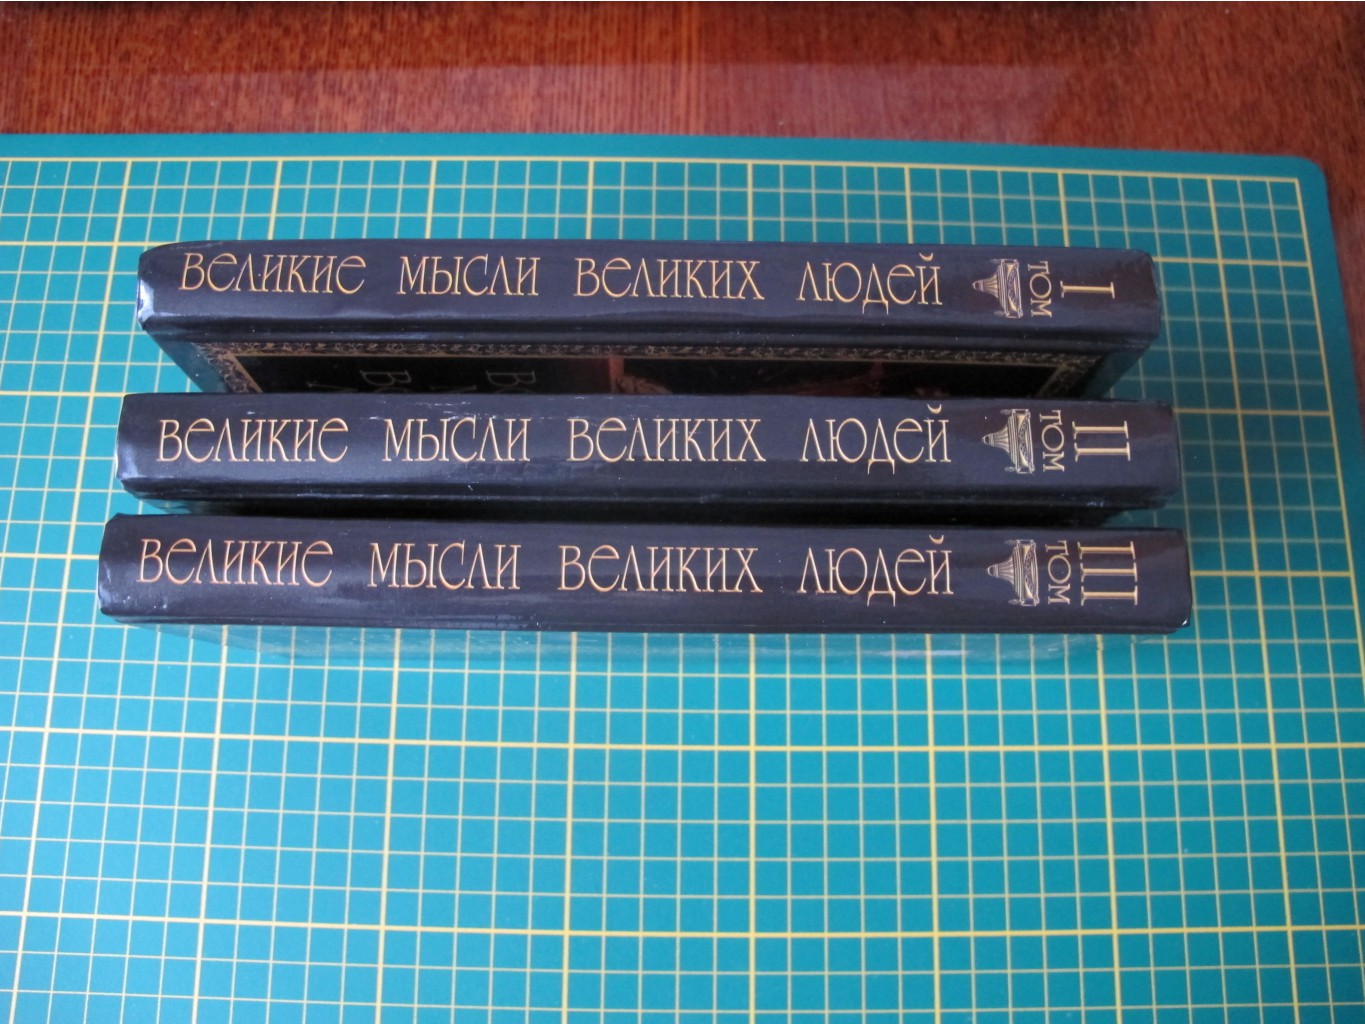 ВЕЛИКИЕ МЫСЛИ ВЕЛИКИХ ЛЮДЕЙ ТОМ I
ВЕЛИКИЕ МЫСЛИ ВЕЛИКИХ ЛЮДЕЙ ТОМ II
ВЕЛИКИЕ МЫСЛИ ВЕЛИКИХ ЛЮДЕЙ ТОМ III